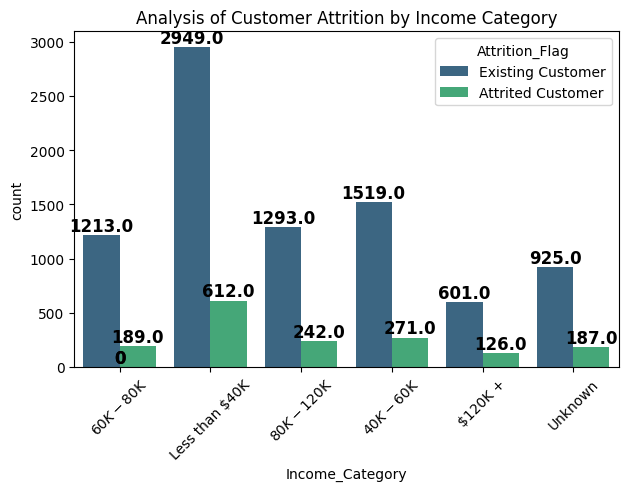 Analysis of Customer Attrition by Income Category
Attrition_Flag
Existing Customer
Attrited Customer
count
3000
2500
2000
1500
1000
500
0
1213.0
2949.0
1293.0
1519.0
601.0
925.0
189.0
612.0
242.0
271.0
126.0
187.0
0
60K − 80K
Less than $40K
80K − 120K
40K − 60K
$120K +
Unknown
Income_Category